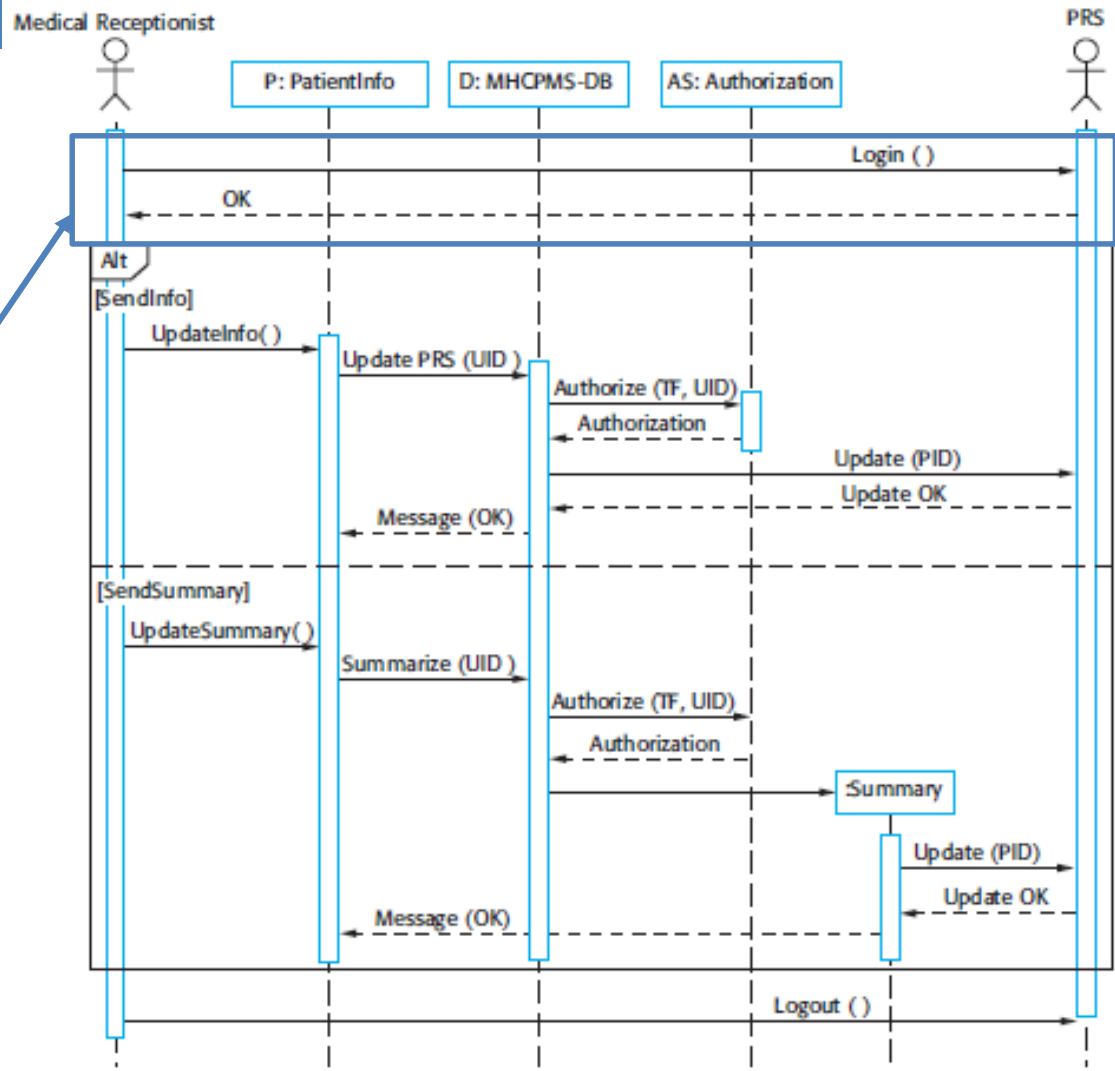 Medical Receptionist
PRS
P: PatientInfo
D: MHCPMS-DB
AS: Authorization
Login ( )
OK
Alt
[SendInfo]
UpdateInfo( )
Update PRS (UID )
Authorize (TF, UID)
Authorization
Update (PID)
Update OK
Message (OK)
[SendSummary]
UpdateSummary( )
Summarize (UID )
Authorize (TF, UID)
Authorization
:Summary
Update (PID)
Update OK
Message (OK)
Logout ( )